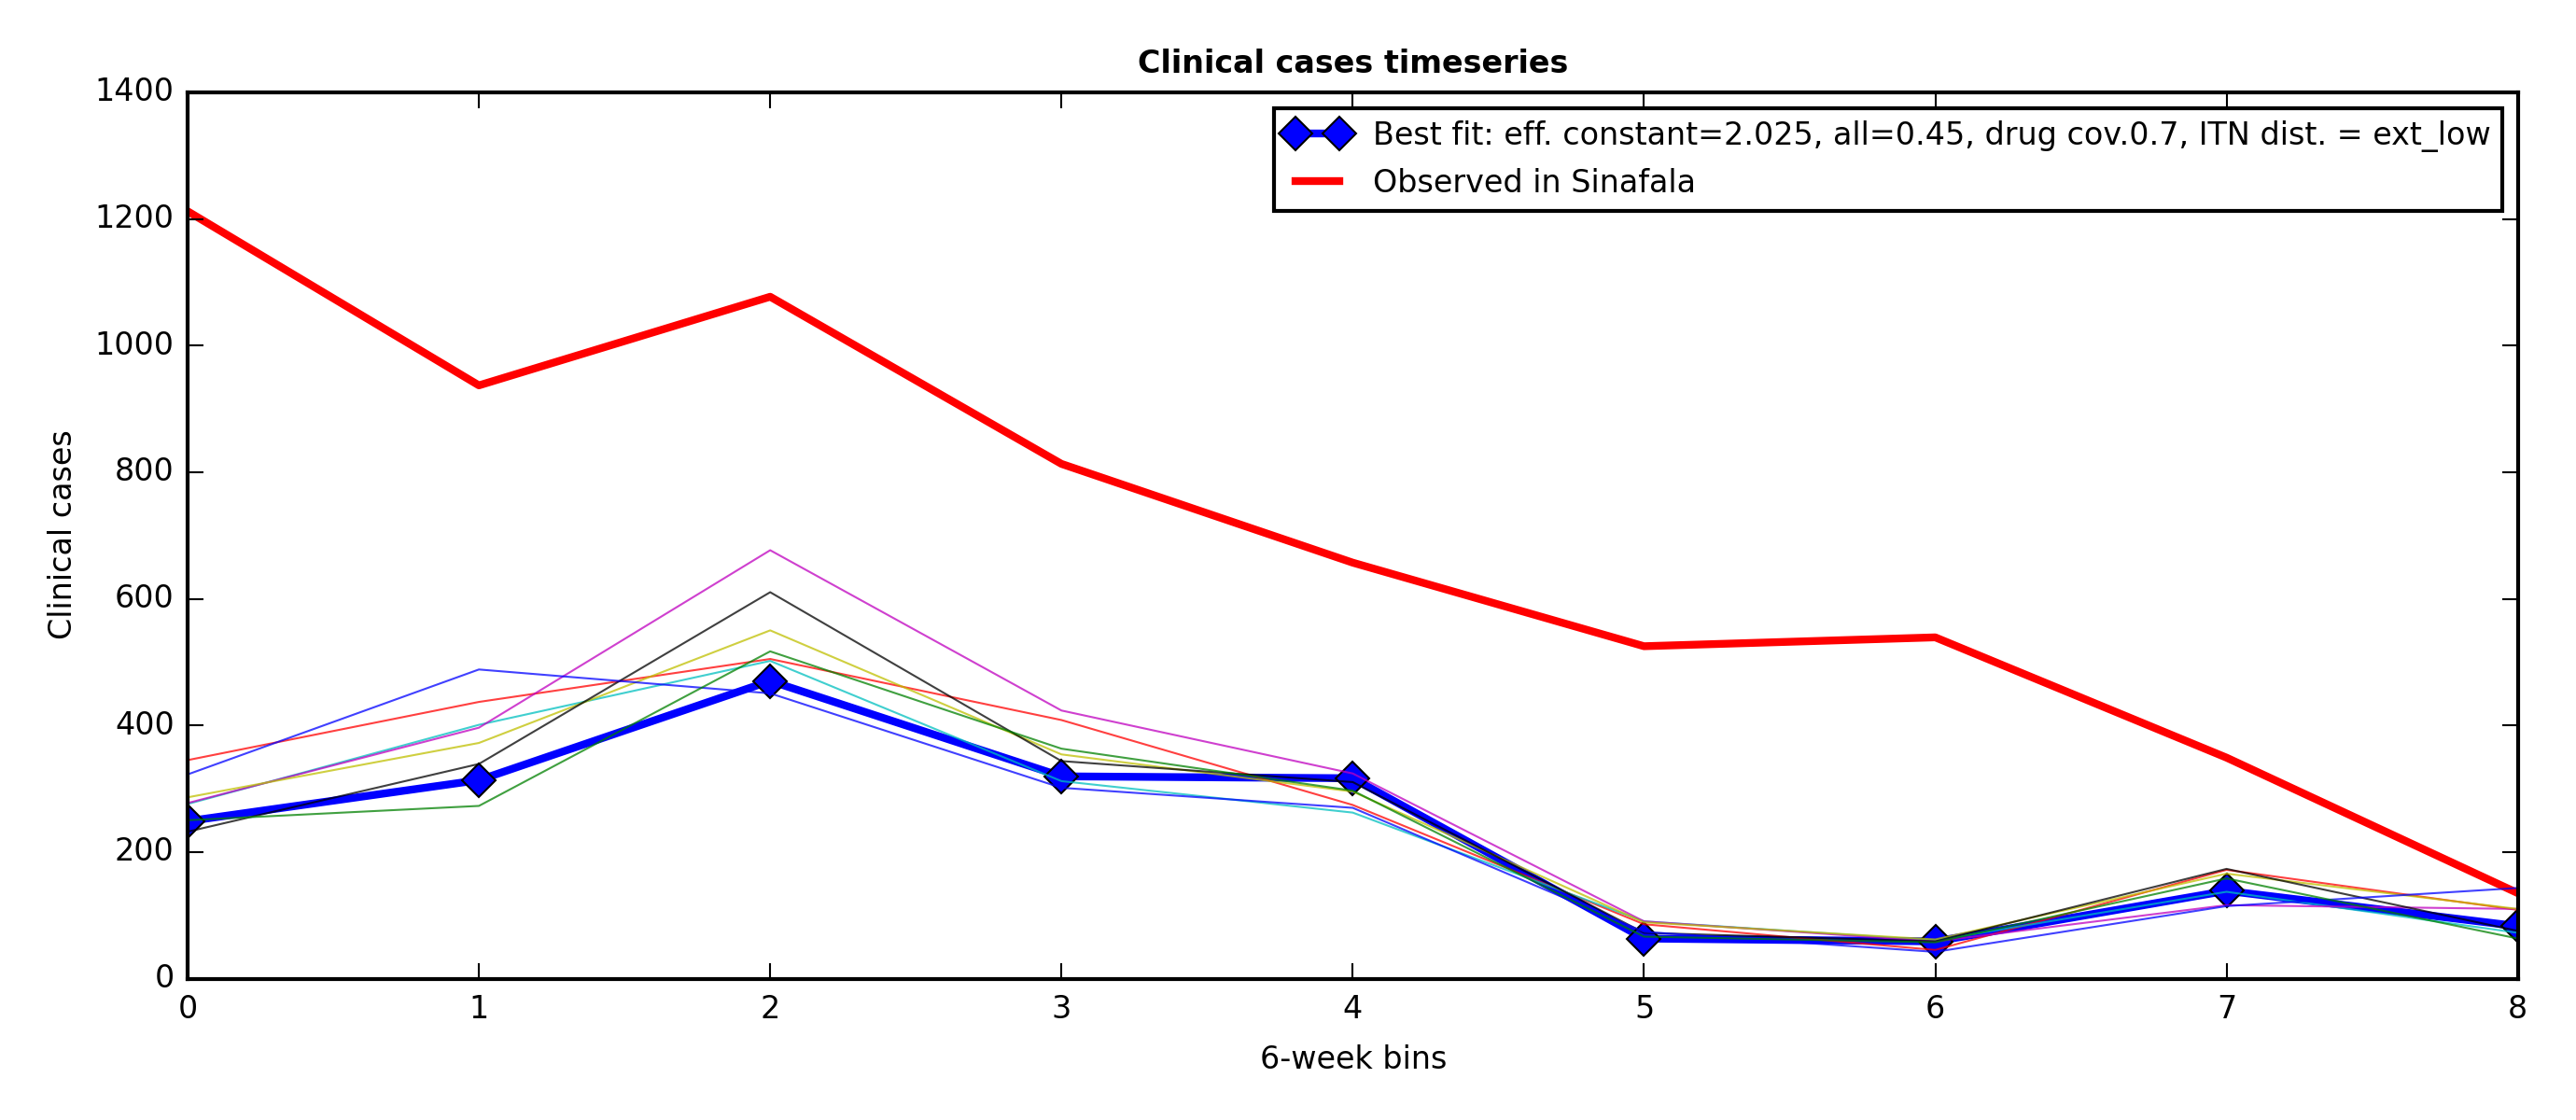 Clinical cases timeseries
Best fit: eff. constant=2.025, all=0.45, drug cov.0.7, ITN dist. = ext_low
Observed in Sinafala
Clinical cases
1400
1200
1000
800
600
400
200
0
0 1 2 3 4 5 6 7 8
6-week bins